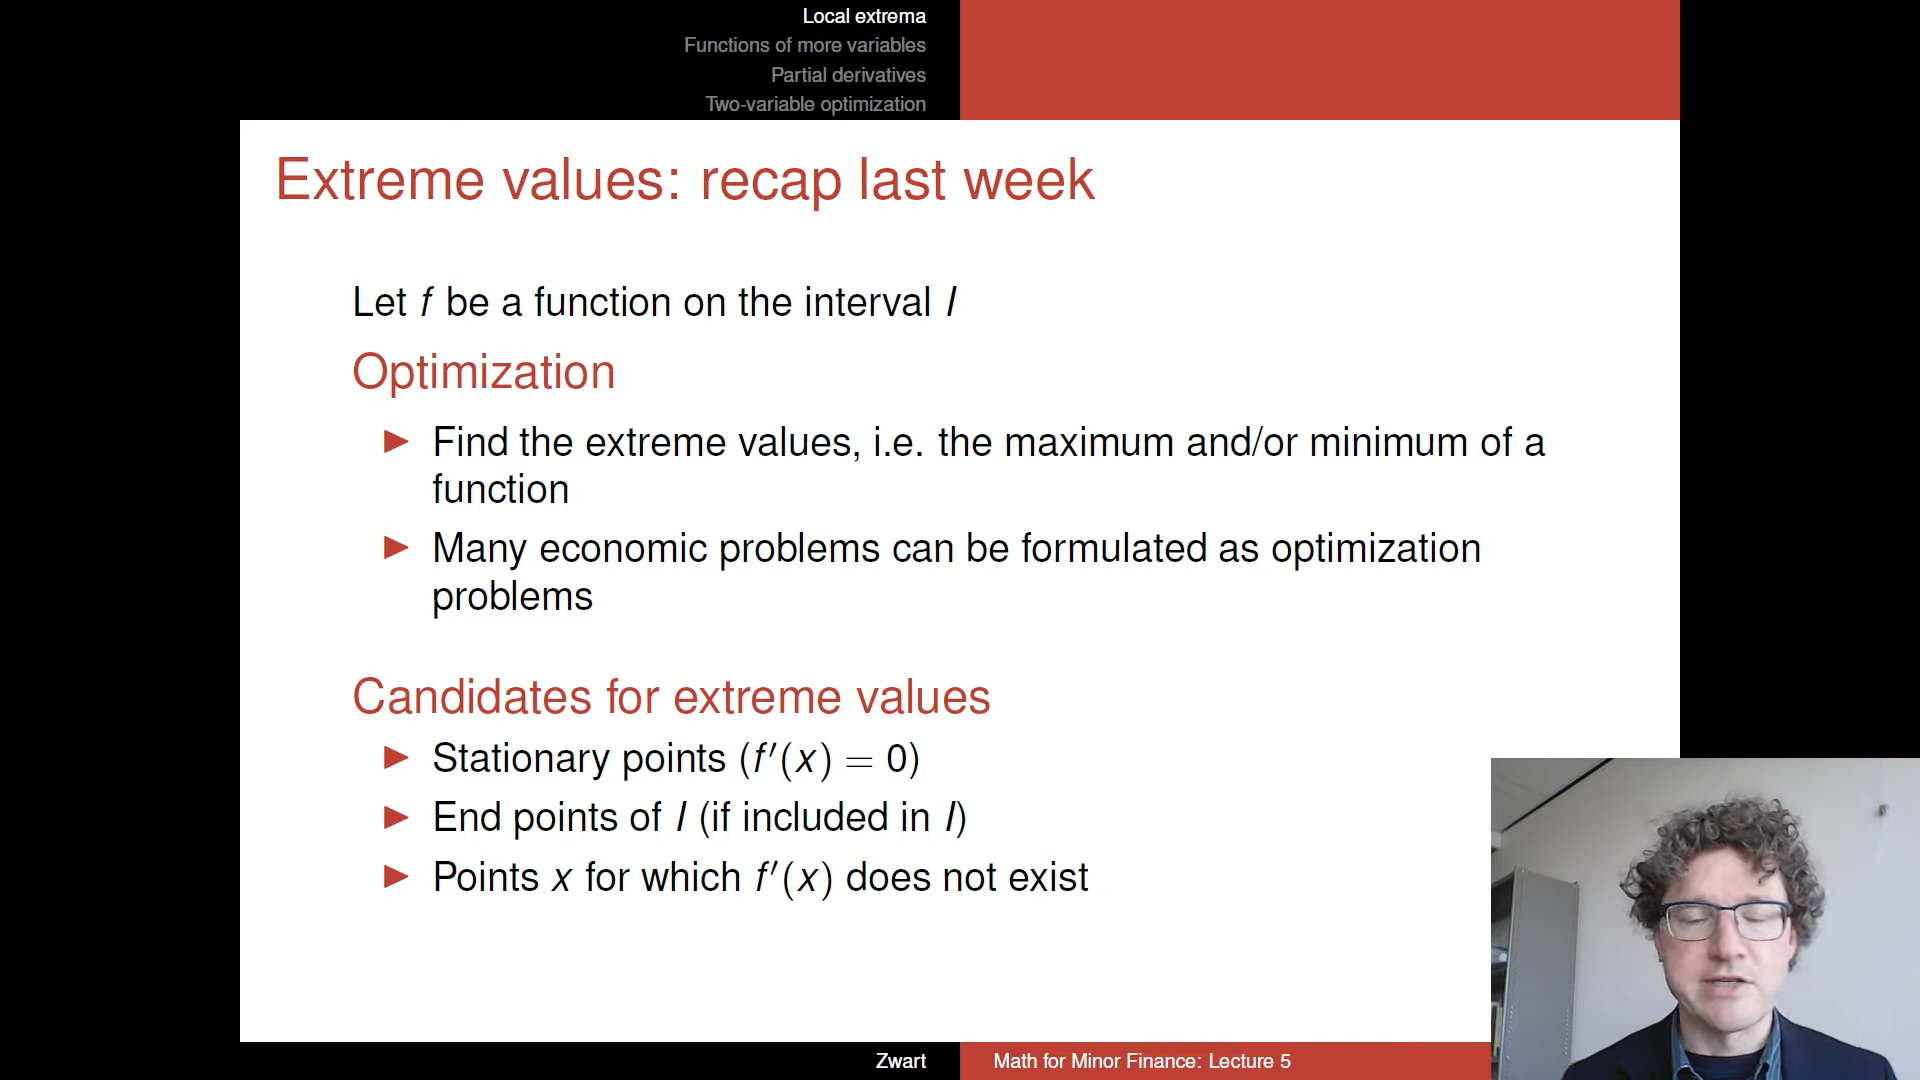 Local extrema
Functions of more variables
Partial derivatives
Two-variable optimization
Extreme values: recap last week
Let f be a function on the interval I
Optimization
► Find the extreme values, i.e. the maximum and/or minimum of a
function
► Many economic problems can be formulated as optimization
problems
Candidates for extreme values
► Stationary points (f′(x) = 0)
► End points of I (if included in I)
► Points x for which f′(x) does not exist
Zwart
Math for Minor Finance: Lecture 5